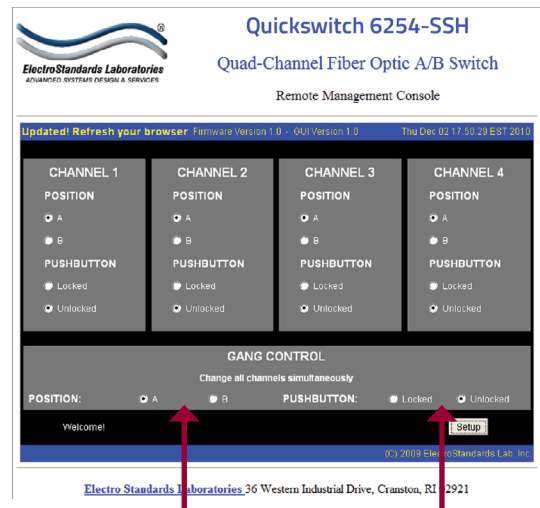 Quickswitch 6254-SSH
®
ElectroStandards Laboratories
ADVANCED SYSTEMS DESIGN & SERVICES
Quad-Channel Fiber Optic A/B Switch
Remote Management Console
Updated! Refresh your browser Firmware Version 1.0 - GUI Version 1.0 Thu Dec 02 17:50:29 EST 2010
CHANNEL 1 CHANNEL 2 CHANNEL 3 CHANNEL 4
POSITION POSITION POSITION POSITION
A A A A
B B B B
PUSHBUTTON PUSHBUTTON PUSHBUTTON PUSHBUTTON
Locked Locked Locked Locked
Unlocked Unlocked Unlocked Unlocked
GANG CONTROL
Change all channels simultaneously
POSITION: A B PUSHBUTTON: Locked Unlocked
Welcome! Setup
(C) 2009 ElectroStandards Lab. Inc
Electro Standards Laboratories 36 Western Industrial Drive, Cranston, RI 02921